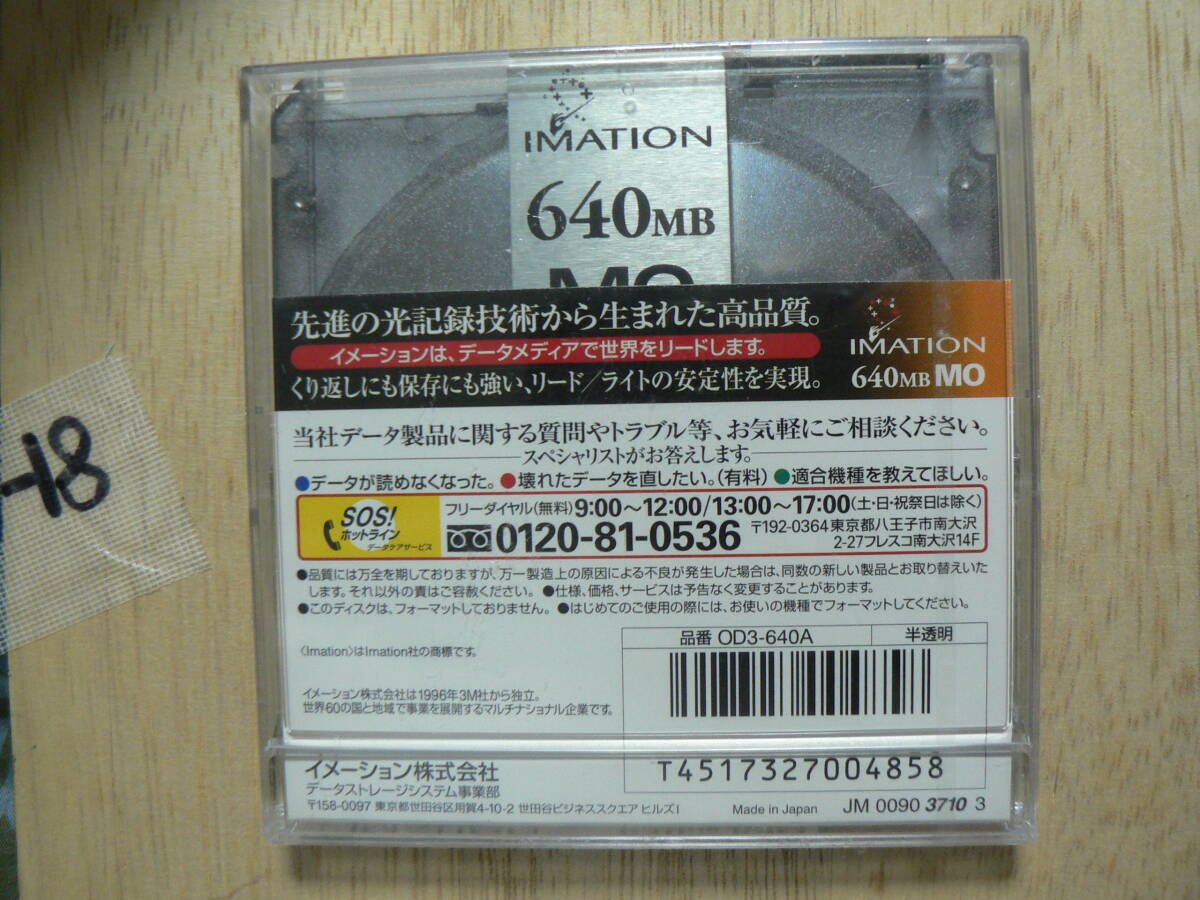 IMATION
640MB
MO
先進の光記録技術から生まれた高品質。
イメーションは、データメディアで世界をリードします。
くり返しにも保存にも強い、リード/ライトの安定性を実現。
IMATION
640MB MO
-18
当社データ製品に関する質問やトラブル等、お気軽にご相談ください。
スペシャリストがお答えします。
●データが読めなくなった。 ●壊れたデータを直したい。(有料) ●適合機種を教えてほしい。
SOS!
ホットライン
データケアサービス
フリーダイヤル(無料) 9:00〜12:00/13:00〜17:00(土・日・祝祭日は除く)
0120-81-0536
〒192-0364 東京都八王子市南大沢
2-27フレスコ南大沢14F
●品質には万全を期しておりますが、万一製造上の原因による不良が発生した場合は、同数の新しい製品とお取り替えいた
します。それ以外の責はご容赦ください。 ●仕様、価格、サービスは予告なく変更することがあります。
●このディスクは、フォーマットしておりません。 ●はじめてのご使用の際には、お使いの機種でフォーマットしてください。
品番 OD3-640A
半透明
〈Imation〉はImation社の商標です。
イメーション株式会社は1996年3M社から独立。
世界60の国と地域で事業を展開するマルチナショナル企業です。
T4517327004858
イメーション株式会社
データストレージシステム事業部
〒158-0097 東京都世田谷区用賀4-10-2 世田谷ビジネススクエア ヒルズI
Made in Japan
JM 0090 3710 3